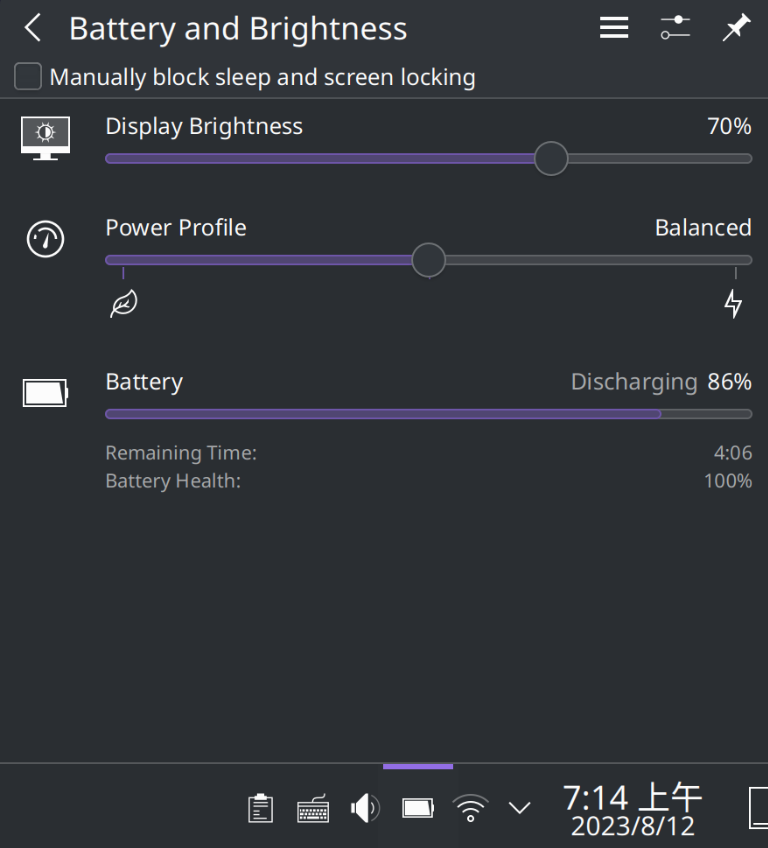 Battery and Brightness
Manually block sleep and screen locking
Display Brightness 70%
Power Profile Balanced
Battery Discharging 86%
Remaining Time: 4:06
Battery Health: 100%
7:14 上午
2023/8/12